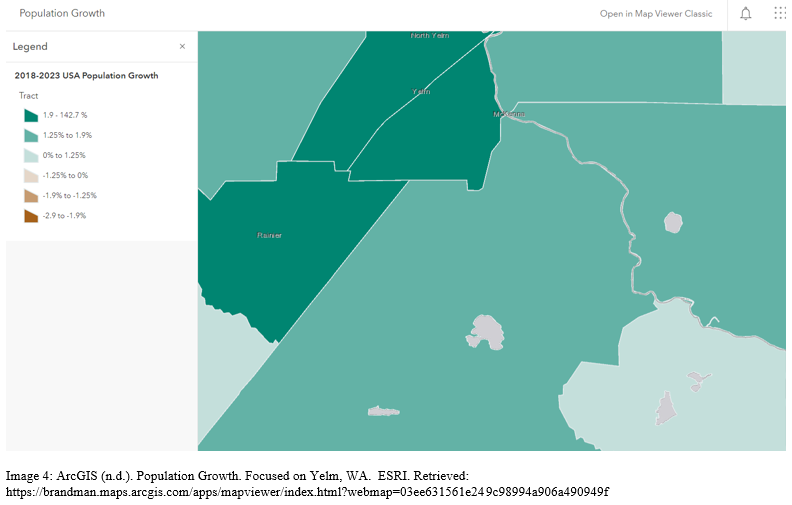 Population Growth
Open in Map Viewer Classic
Legend
×
2018-2023 USA Population Growth
Tract
1.9 - 142.7 %
1.25% to 1.9%
0% to 1.25%
-1.25% to 0%
-1.9% to -1.25%
-2.9 to -1.9%
North Yelm
Yelm
McKenna
Rainier
Image 4: ArcGIS (n.d.). Population Growth. Focused on Yelm, WA.  ESRI. Retrieved:
https://brandman.maps.arcgis.com/apps/mapviewer/index.html?webmap=03ee631561e249c98994a906a490949f